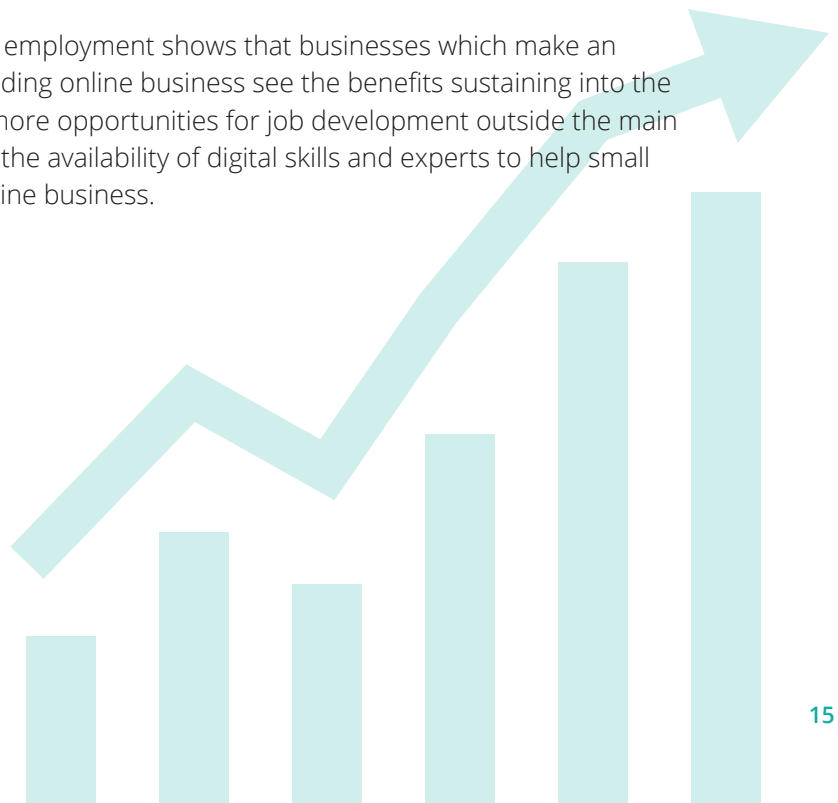 employment shows that businesses which make an
ding online business see the benefits sustaining into the
more opportunities for job development outside the main
the availability of digital skills and experts to help small
ine business.
15